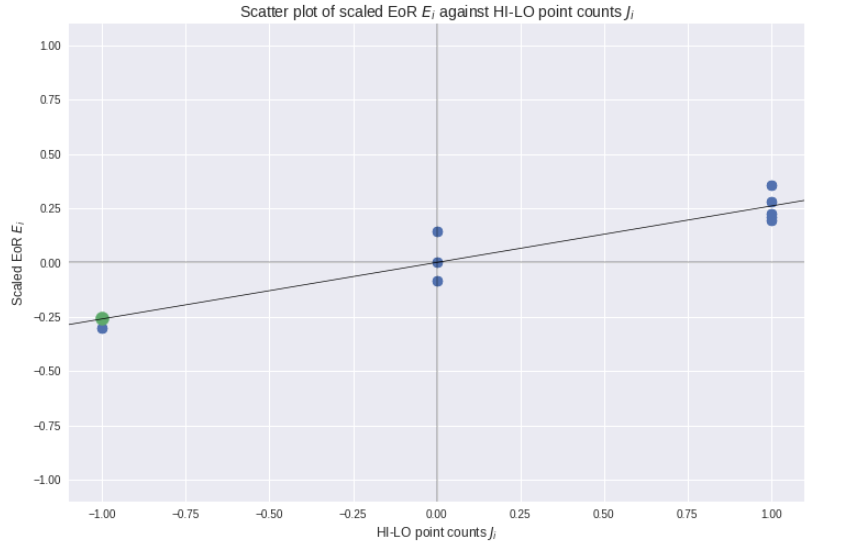 Scatter plot of scaled EoR Eᵢ against HI-LO point counts Jᵢ
1.00
0.75
0.50
0.25
0.00
−0.25
−0.50
−0.75
−1.00
Scaled EoR Eᵢ
−1.00 −0.75 −0.50 −0.25 0.00 0.25 0.50 0.75 1.00
HI-LO point counts Jᵢ